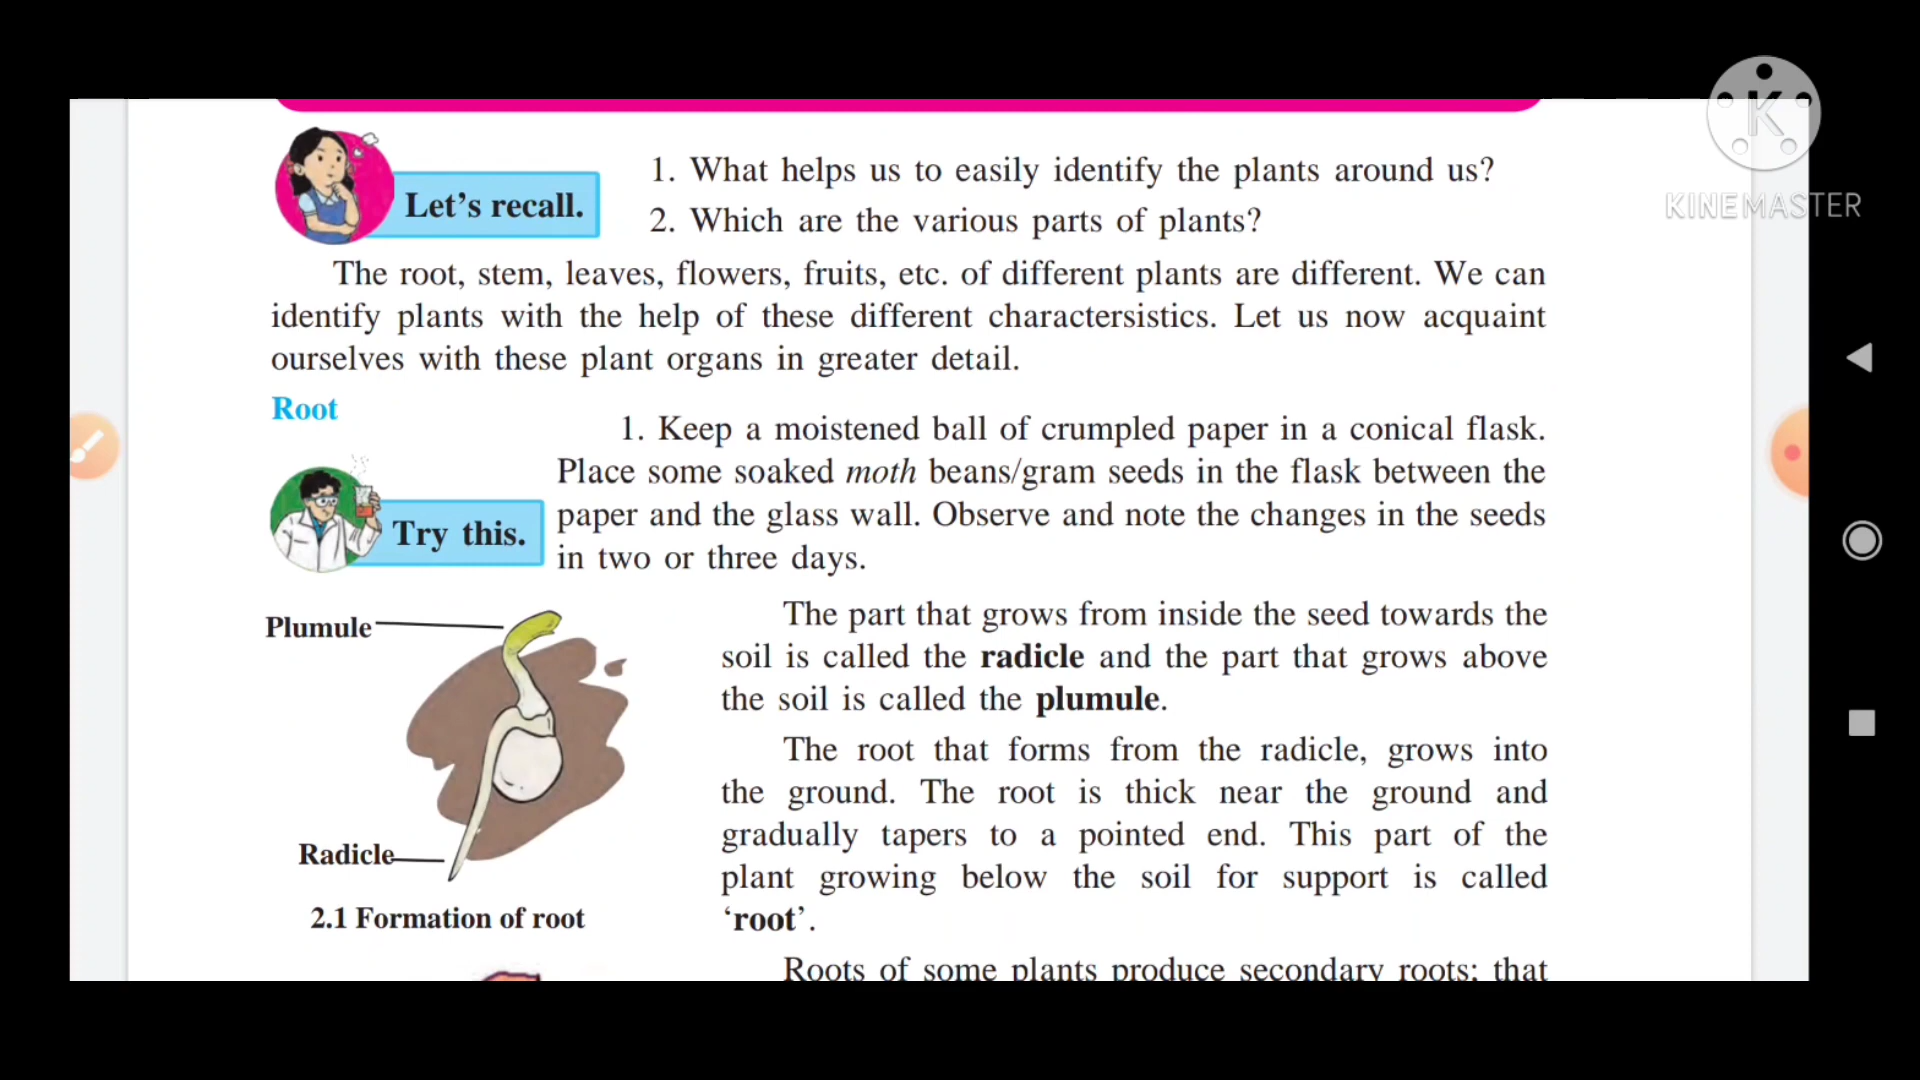 K
KINEMASTER
Let's recall.
1. What helps us to easily identify the plants around us?
2. Which are the various parts of plants?
The root, stem, leaves, flowers, fruits, etc. of different plants are different. We can
identify plants with the help of these different charactersistics. Let us now acquaint
ourselves with these plant organs in greater detail.
Root
Try this.
1. Keep a moistened ball of crumpled paper in a conical flask.
Place some soaked moth beans/gram seeds in the flask between the
paper and the glass wall. Observe and note the changes in the seeds
in two or three days.
Plumule
Radicle
2.1 Formation of root
The part that grows from inside the seed towards the
soil is called the radicle and the part that grows above
the soil is called the plumule.
The root that forms from the radicle, grows into
the ground. The root is thick near the ground and
gradually tapers to a pointed end. This part of the
plant growing below the soil for support is called
‘root’.
Roots of some plants produce secondary roots; that